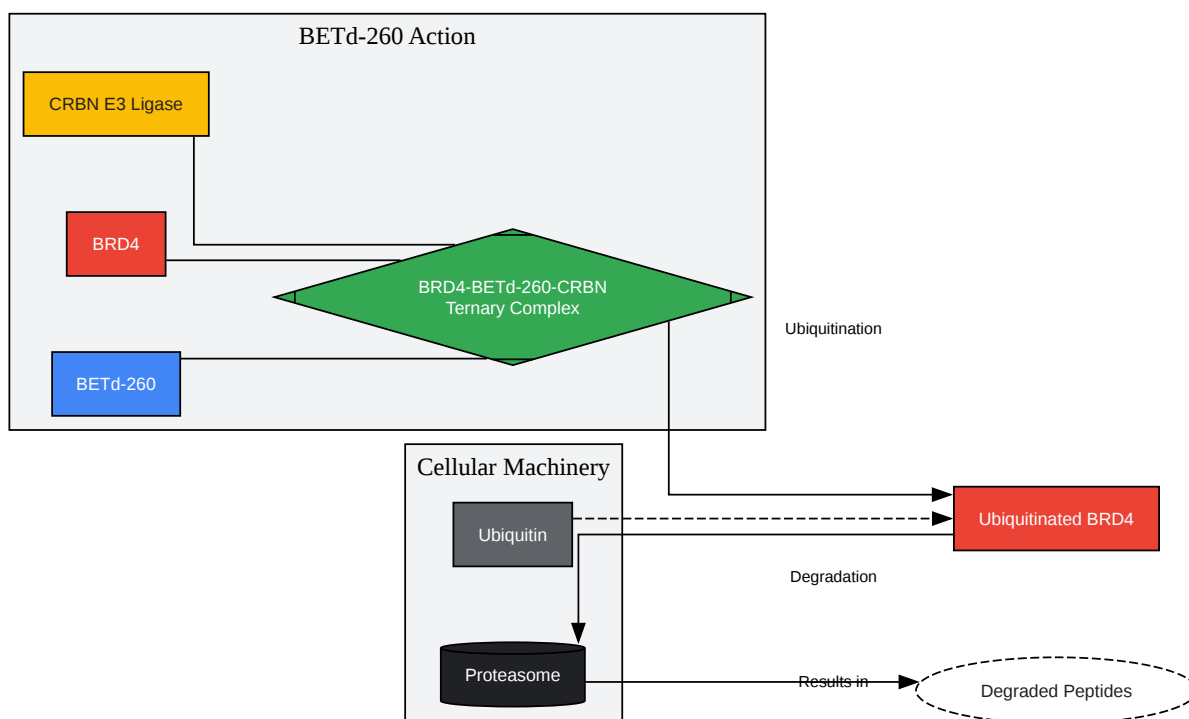 BETd-260 Action
CRBN E3 Ligase
BRD4
BRD4-BETd-260-CRBN
Ternary Complex
Ubiquitination
BETd-260
Cellular Machinery
Ubiquitin
Ubiquitinated BRD4
Degradation
Proteasome
Results in
Degraded Peptides